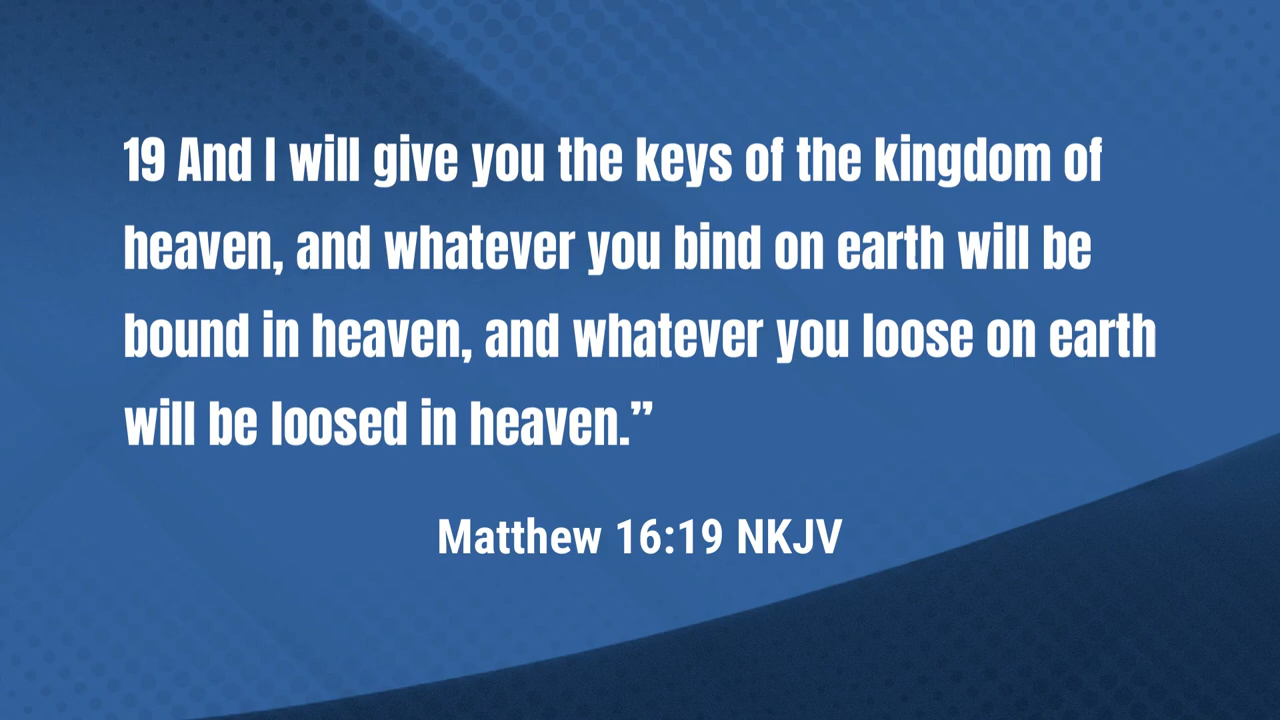 19 And I will give you the keys of the kingdom of
heaven, and whatever you bind on earth will be
bound in heaven, and whatever you loose on earth
will be loosed in heaven.”
Matthew 16:19 NKJV